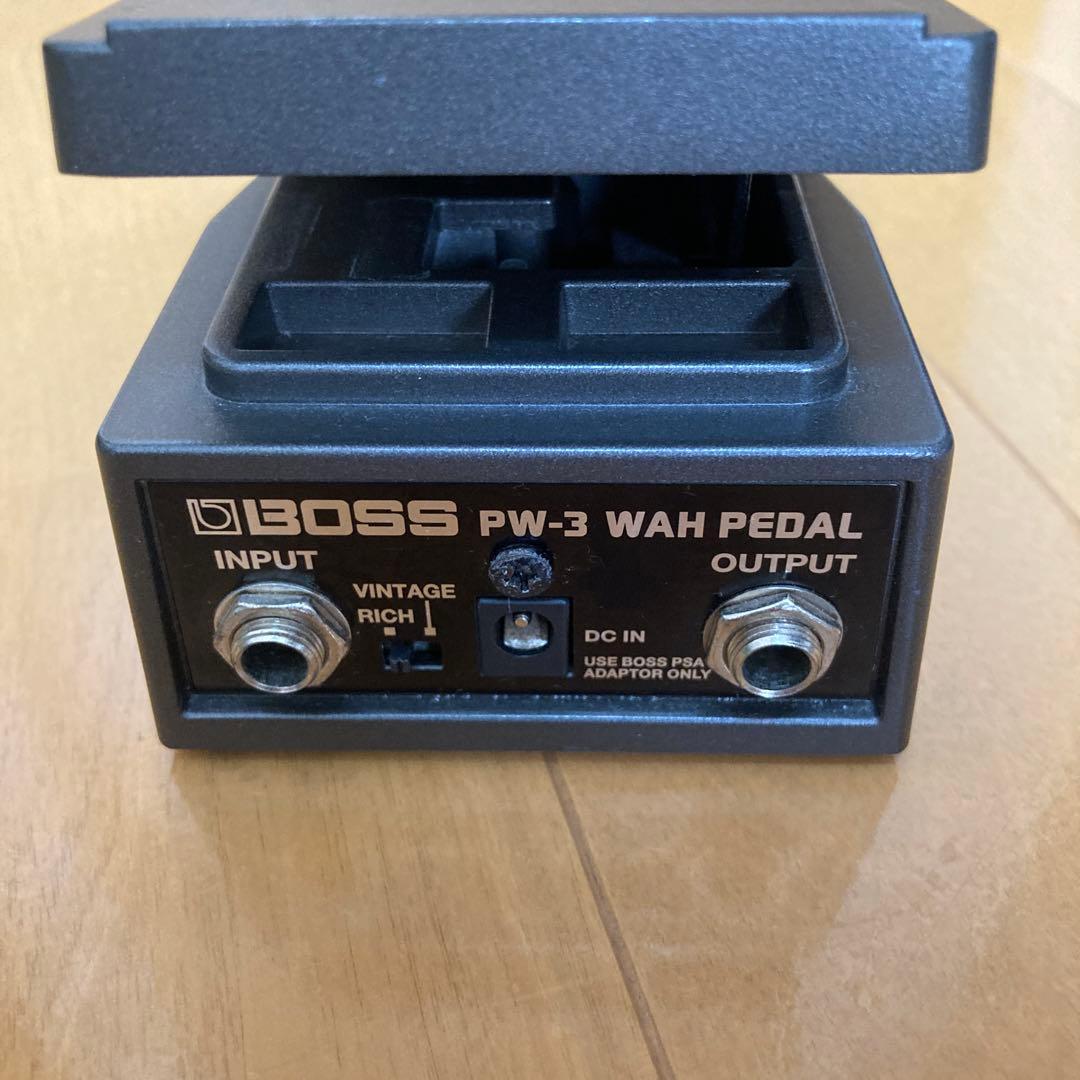 BOSS PW-3 WAH PEDAL
INPUT
OUTPUT
VINTAGE
RICH
DC IN
USE BOSS PSA
ADAPTOR ONLY